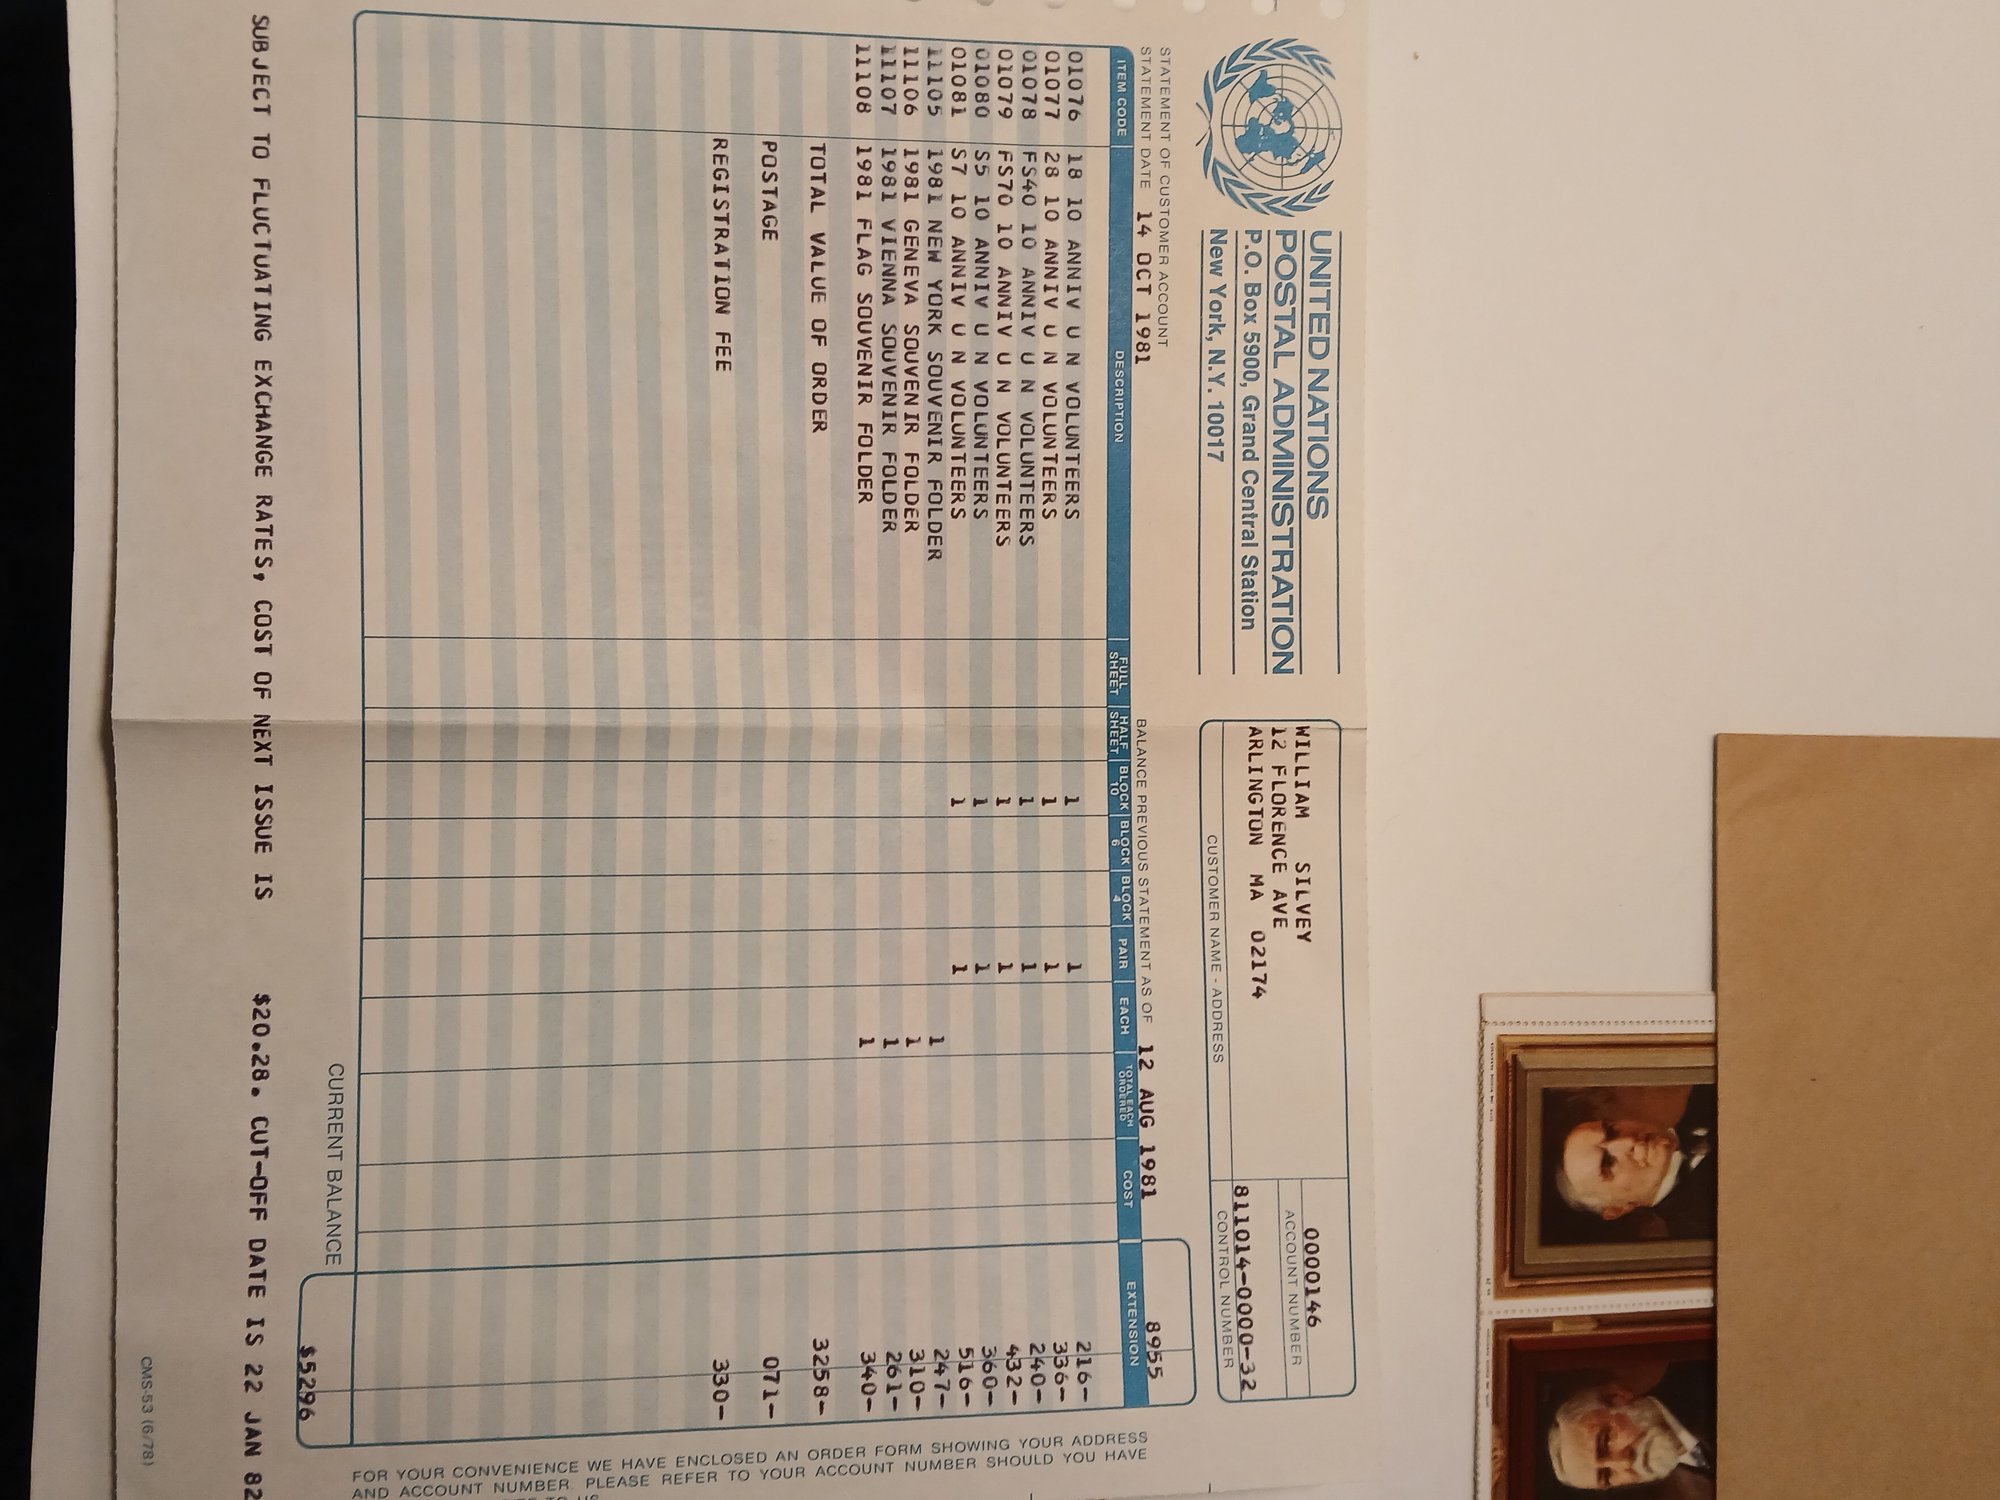 UNITED NATIONS
POSTAL ADMINISTRATION
P.O. Box 5900, Grand Central Station
New York, N.Y. 10017
WILLIAM SILVEY
12 FLORENCE AVE
ARLINGTON MA 02174
CUSTOMER NAME - ADDRESS
0000146
ACCOUNT NUMBER
811014-0000-32
CONTROL NUMBER
STATEMENT OF CUSTOMER ACCOUNT
STATEMENT DATE 14 OCT 1981
BALANCE PREVIOUS STATEMENT AS OF 12 AUG 1981 8955
ITEM CODE DESCRIPTION FULL SHEET HALF SHEET BLOCK 10 BLOCK 6 BLOCK 4 PAIR EACH TOTAL EACH ORDERED COST EXTENSION
01076 18 10 ANNIV U N VOLUNTEERS 1 1 216-
01077 28 10 ANNIV U N VOLUNTEERS 1 1 336-
01078 FS40 10 ANNIV U N VOLUNTEERS 1 1 240-
01079 FS70 10 ANNIV U N VOLUNTEERS 1 1 432-
01080 S5 10 ANNIV U N VOLUNTEERS 1 1 360-
01081 S7 10 ANNIV U N VOLUNTEERS 1 1 516-
11105 1981 NEW YORK SOUVENIR FOLDER 1 247-
11106 1981 GENEVA SOUVENIR FOLDER 1 310-
11107 1981 VIENNA SOUVENIR FOLDER 1 261-
11108 1981 FLAG SOUVENIR FOLDER 1 340-
TOTAL VALUE OF ORDER 3258-
POSTAGE 071-
REGISTRATION FEE 330-
CURRENT BALANCE $5296
SUBJECT TO FLUCTUATING EXCHANGE RATES, COST OF NEXT ISSUE IS $20.28. CUT-OFF DATE IS 22 JAN 82
CMS-53 (6/78)
FOR YOUR CONVENIENCE WE HAVE ENCLOSED AN ORDER FORM SHOWING YOUR ADDRESS
AND ACCOUNT NUMBER. PLEASE REFER TO YOUR ACCOUNT NUMBER SHOULD YOU HAVE
TO US